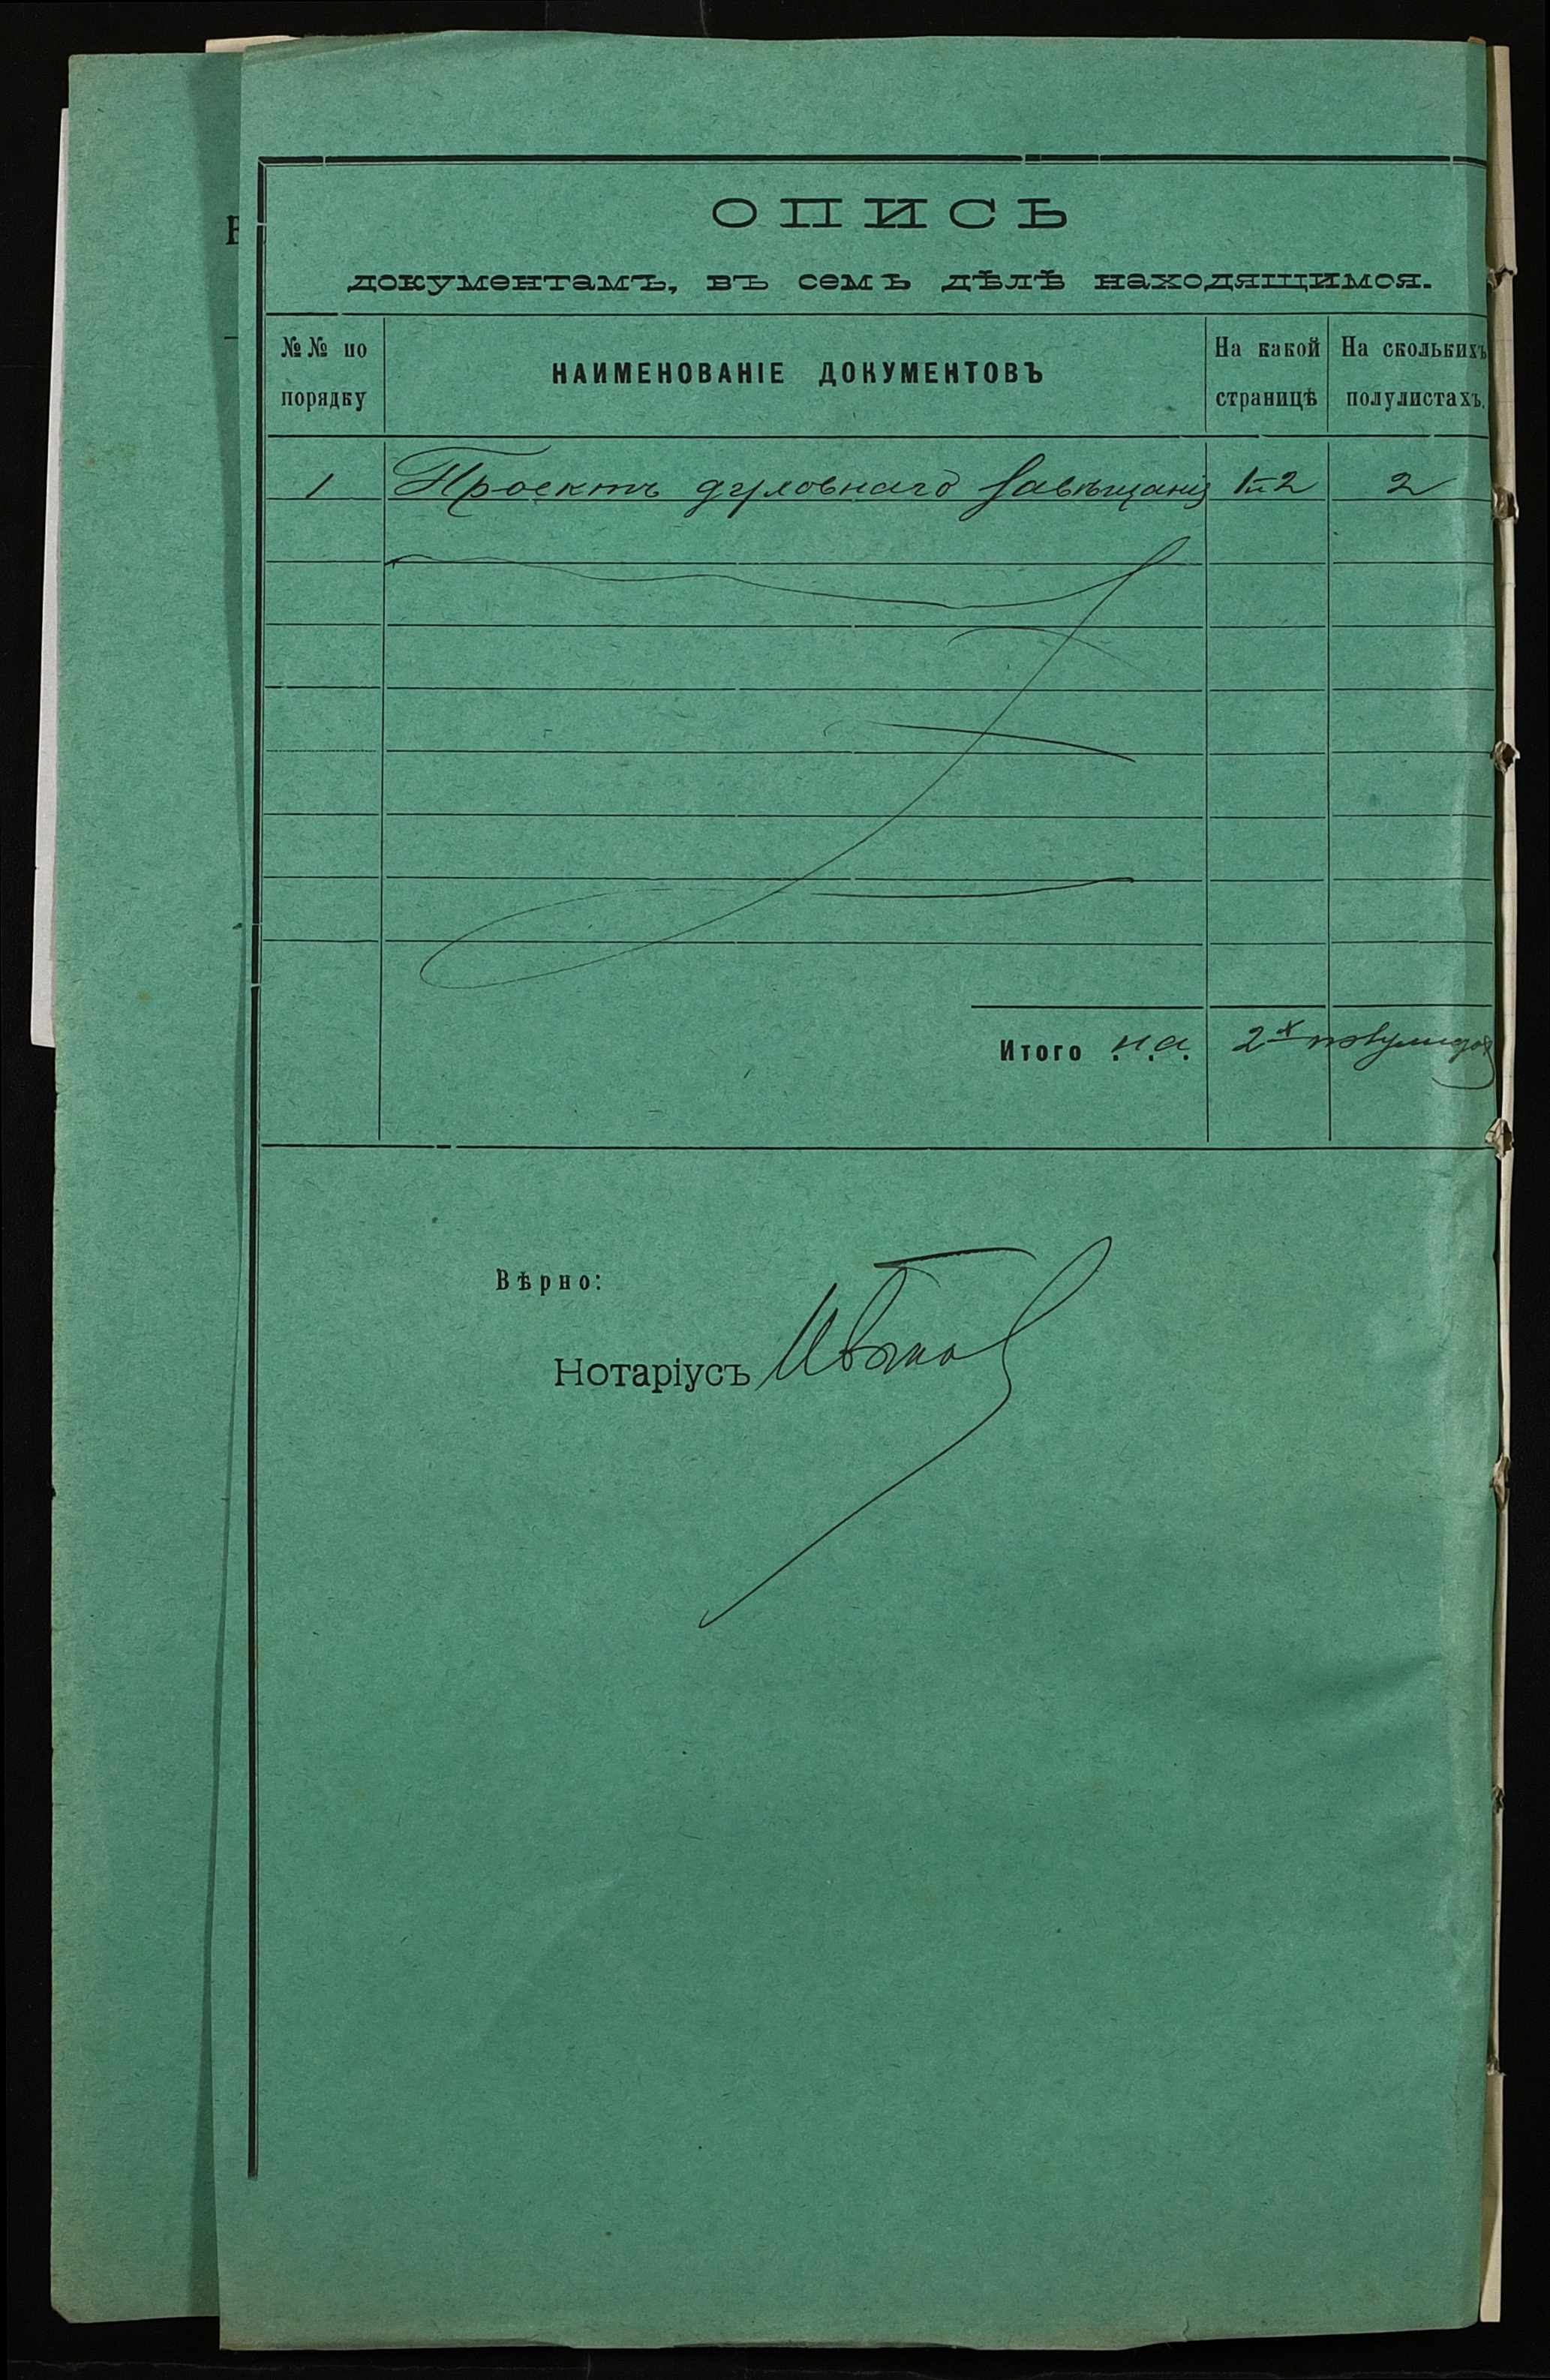 ОПИСЬ
документамъ, въ семъ дѣлѣ находящимся.
№№ по порядку
НАИМЕНОВАНІЕ ДОКУМЕНТОВЪ
На какой страницѣ
На сколькихъ полулистахъ.
1 Проектъ духовнаго завѣщанія 1 и 2 2
Итого на 2х полулистах
Вѣрно:
Нотаріусъ